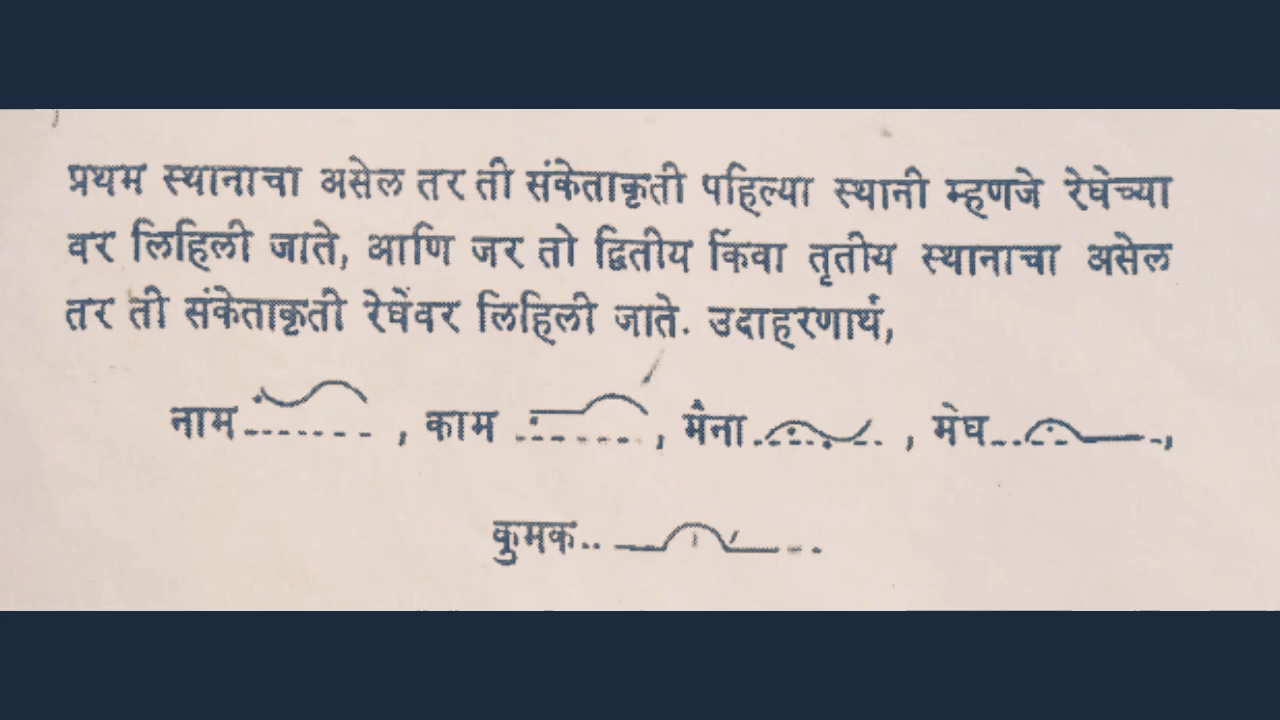 प्रथम स्थानाचा असेल तर ती संकेताकृती पहिल्या स्थानी म्हणजे रेघेच्या
वर लिहिली जाते, आणि जर तो द्वितीय किंवा तृतीय स्थानाचा असेल
तर ती संकेताकृती रेघेंवर लिहिली जाते. उदाहरणार्थं,
नाम , काम , मैना , मेघ ,
कुमक